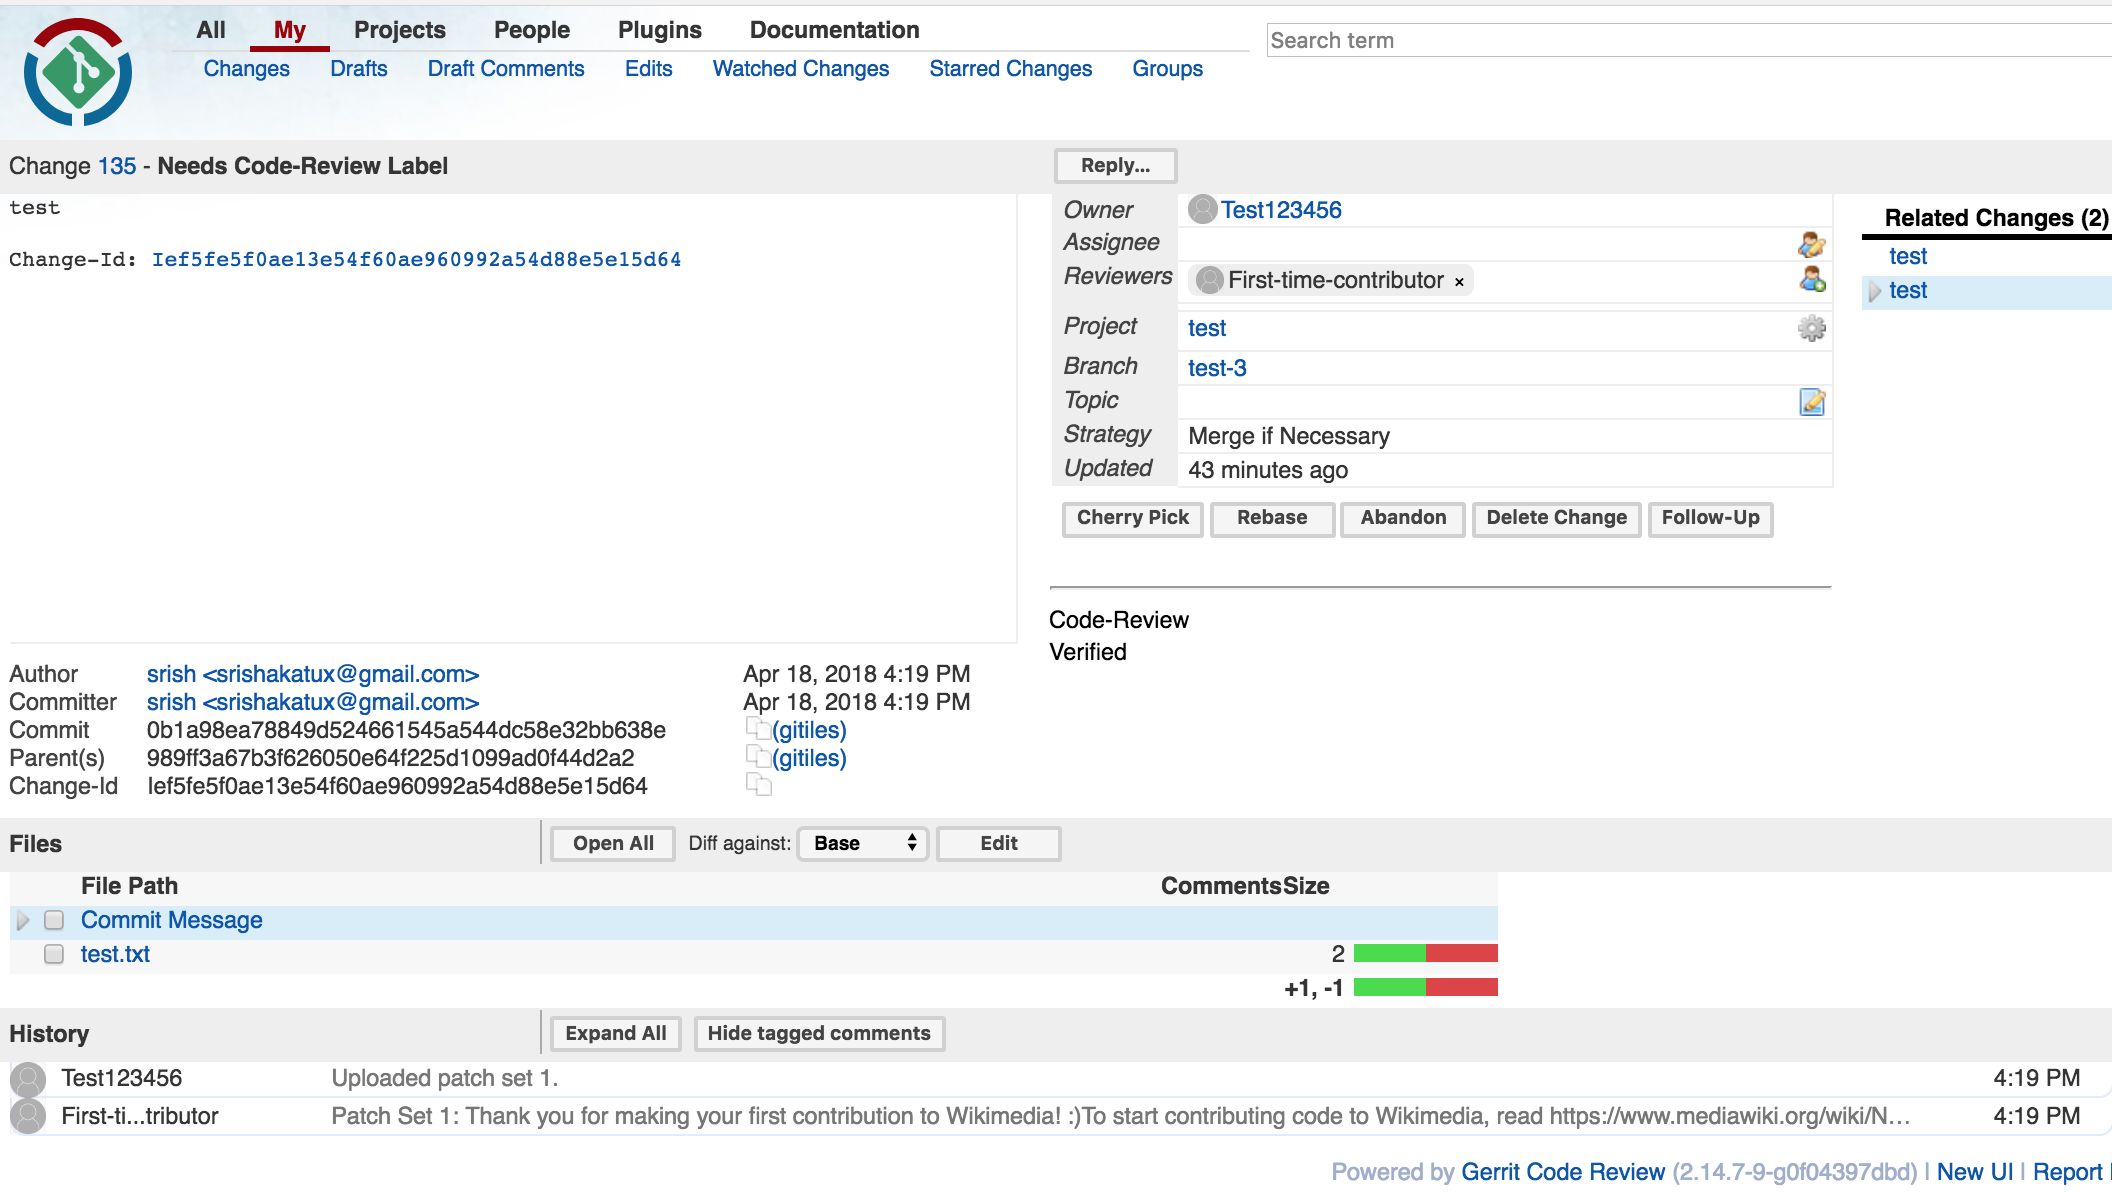 All My Projects People Plugins Documentation
Search term
Changes Drafts Draft Comments Edits Watched Changes Starred Changes Groups
Change 135 - Needs Code-Review Label
Reply...
test
Change-Id: Ief5fe5f0ae13e54f60ae960992a54d88e5e15d64
Owner Test123456
Assignee
Reviewers First-time-contributor ×
Project test
Branch test-3
Topic
Strategy Merge if Necessary
Updated 43 minutes ago
Cherry Pick Rebase Abandon Delete Change Follow-Up
Related Changes (2)
test
test
Code-Review
Verified
Author srish <srishakatux@gmail.com> Apr 18, 2018 4:19 PM
Committer srish <srishakatux@gmail.com> Apr 18, 2018 4:19 PM
Commit 0b1a98ea78849d524661545a544dc58e32bb638e (gitiles)
Parent(s) 989ff3a67b3f626050e64f225d1099ad0f44d2a2 (gitiles)
Change-Id Ief5fe5f0ae13e54f60ae960992a54d88e5e15d64
Files Open All Diff against: Base Edit
File Path Comments Size
Commit Message
test.txt 2
+1, -1
History Expand All Hide tagged comments
Test123456 Uploaded patch set 1. 4:19 PM
First-ti...tributor Patch Set 1: Thank you for making your first contribution to Wikimedia! :)To start contributing code to Wikimedia, read https://www.mediawiki.org/wiki/N... 4:19 PM
Powered by Gerrit Code Review (2.14.7-9-g0f04397dbd) | New UI | Report